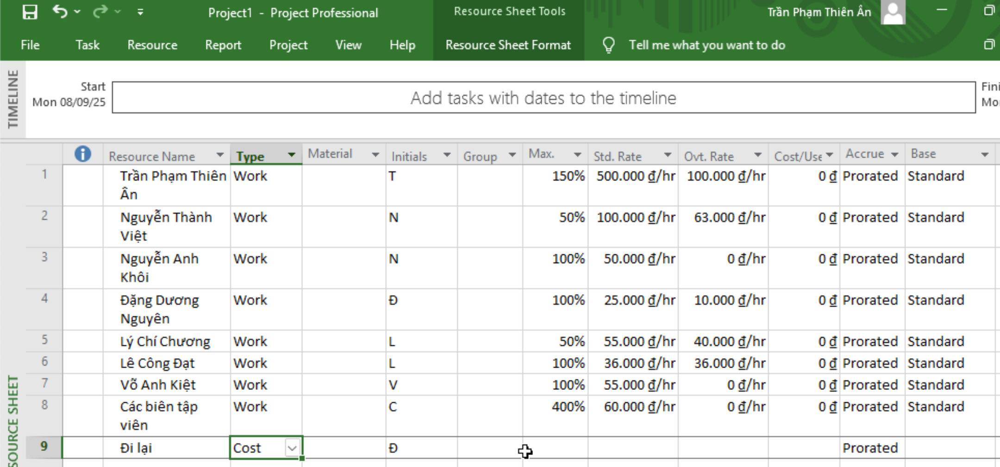 Project1 - Project Professional
Resource Sheet Tools
Trần Phạm Thiên Ân
File Task Resource Report Project View Help Resource Sheet Format Tell me what you want to do
TIMELINE
Start
Mon 08/09/25
Add tasks with dates to the timeline
Fini
Mo
Resource Name Type Material Initials Group Max. Std. Rate Ovt. Rate Cost/Use Accrue Base
1 Trần Phạm Thiên Work T 150% 500.000 ₫/hr 100.000 ₫/hr 0 ₫ Prorated Standard
Ân
2 Nguyễn Thành Work N 50% 100.000 ₫/hr 63.000 ₫/hr 0 ₫ Prorated Standard
Việt
3 Nguyễn Anh Work N 100% 50.000 ₫/hr 0 ₫/hr 0 ₫ Prorated Standard
Khôi
4 Đặng Dương Work Đ 100% 25.000 ₫/hr 10.000 ₫/hr 0 ₫ Prorated Standard
Nguyên
5 Lý Chí Chương Work L 50% 55.000 ₫/hr 40.000 ₫/hr 0 ₫ Prorated Standard
6 Lê Công Đạt Work L 100% 36.000 ₫/hr 36.000 ₫/hr 0 ₫ Prorated Standard
7 Võ Anh Kiệt Work V 100% 55.000 ₫/hr 0 ₫/hr 0 ₫ Prorated Standard
8 Các biên tập Work C 400% 60.000 ₫/hr 0 ₫/hr 0 ₫ Prorated Standard
viên
9 Đi lại Cost Đ Prorated
SOURCE SHEET